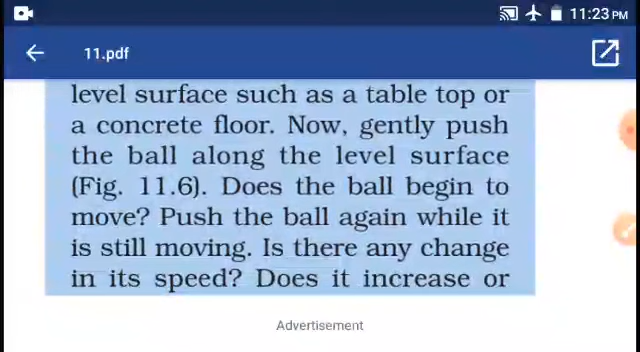 11:23 PM
11.pdf
level surface such as a table top or
a concrete floor. Now, gently push
the ball along the level surface
(Fig. 11.6). Does the ball begin to
move? Push the ball again while it
is still moving. Is there any change
in its speed? Does it increase or
Advertisement